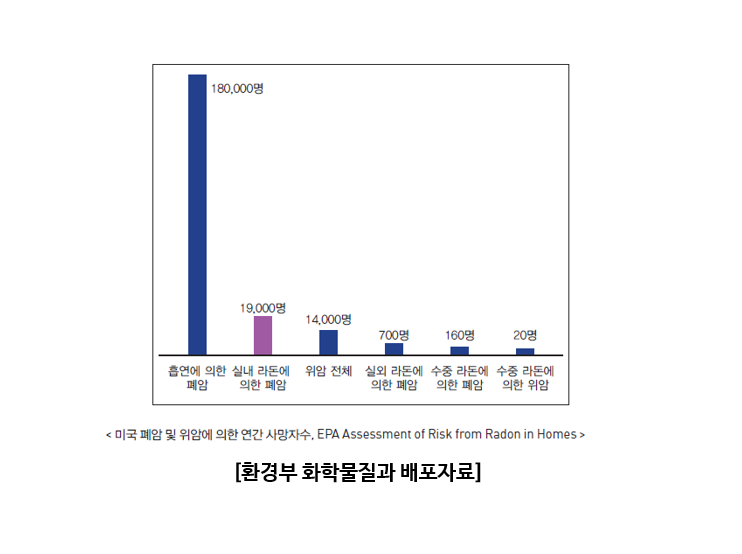 180,000명
19,000명
14,000명
700명
160명
20명
흡연에 의한
폐암
실내 라돈에
의한 폐암
위암 전체
실외 라돈에
의한 폐암
수중 라돈에
의한 폐암
수중 라돈에
의한 위암
< 미국 폐암 및 위암에 의한 연간 사망자수, EPA Assessment of Risk from Radon in Homes >
[환경부 화학물질과 배포자료]